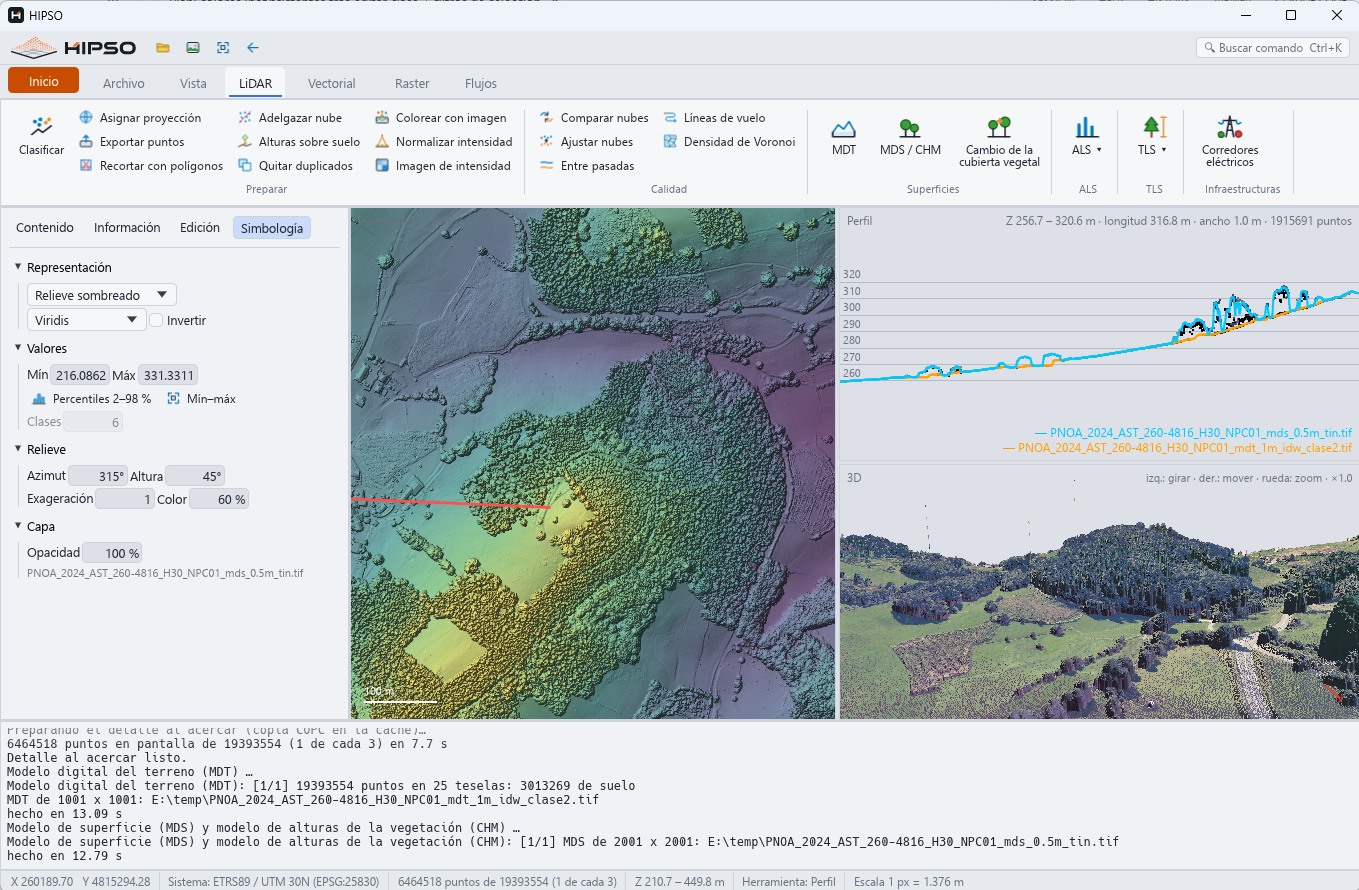 HIPSO
HIPSO
Buscar comando Ctrl+K
Inicio Archivo Vista LiDAR Vectorial Raster Flujos
Clasificar
Asignar proyección
Exportar puntos
Recortar con polígonos
Adelgazar nube
Alturas sobre suelo
Quitar duplicados
Colorear con imagen
Normalizar intensidad
Imagen de intensidad
Preparar
Comparar nubes
Ajustar nubes
Entre pasadas
Líneas de vuelo
Densidad de Voronoi
Calidad
MDT
MDS / CHM
Cambio de la
cubierta vegetal
Superficies
ALS
ALS
TLS
TLS
Corredores
eléctricos
Infraestructuras
Contenido Información Edición Simbología
Representación
Relieve sombreado
Viridis Invertir
Valores
Mín 216.0862 Máx 331.3311
Percentiles 2–98 % Mín–máx
Clases 6
Relieve
Azimut 315° Altura 45°
Exageración 1 Color 60 %
Capa
Opacidad 100 %
PNOA_2024_AST_260-4816_H30_NPC01_mds_0.5m_tin.tif
100 m
Perfil Z 256.7 – 320.6 m · longitud 316.8 m · ancho 1.0 m · 1915691 puntos
320
310
300
290
280
270
260
— PNOA_2024_AST_260-4816_H30_NPC01_mds_0.5m_tin.tif
— PNOA_2024_AST_260-4816_H30_NPC01_mdt_1m_idw_clase2.tif
3D izq.: girar · der.: mover · rueda: zoom · ×1.0
Preparando el detalle al acercar (copia COPC en la caché)…
6464518 puntos en pantalla de 19393554 (1 de cada 3) en 7.7 s
Detalle al acercar listo.
Modelo digital del terreno (MDT) …
Modelo digital del terreno (MDT): [1/1] 19393554 puntos en 25 teselas: 3013269 de suelo
MDT de 1001 x 1001: E:\temp\PNOA_2024_AST_260-4816_H30_NPC01_mdt_1m_idw_clase2.tif
hecho en 13.09 s
Modelo de superficie (MDS) y modelo de alturas de la vegetación (CHM) …
Modelo de superficie (MDS) y modelo de alturas de la vegetación (CHM): [1/1] MDS de 2001 x 2001: E:\temp\PNOA_2024_AST_260-4816_H30_NPC01_mds_0.5m_tin.tif
hecho en 12.79 s
X 260189.70 Y 4815294.28 Sistema: ETRS89 / UTM 30N (EPSG:25830) 6464518 puntos de 19393554 (1 de cada 3) Z 210.7 – 449.8 m Herramienta: Perfil Escala 1 px = 1.376 m